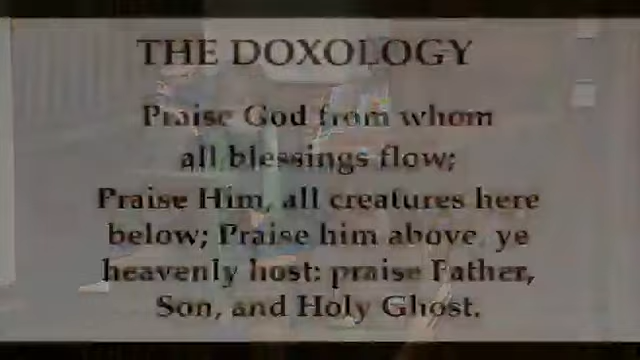 THE DOXOLOGY
Praise God from whom
all blessings flow;
Praise Him, all creatures here
below; Praise him above, ye
heavenly host: praise Father,
Son, and Holy Ghost.